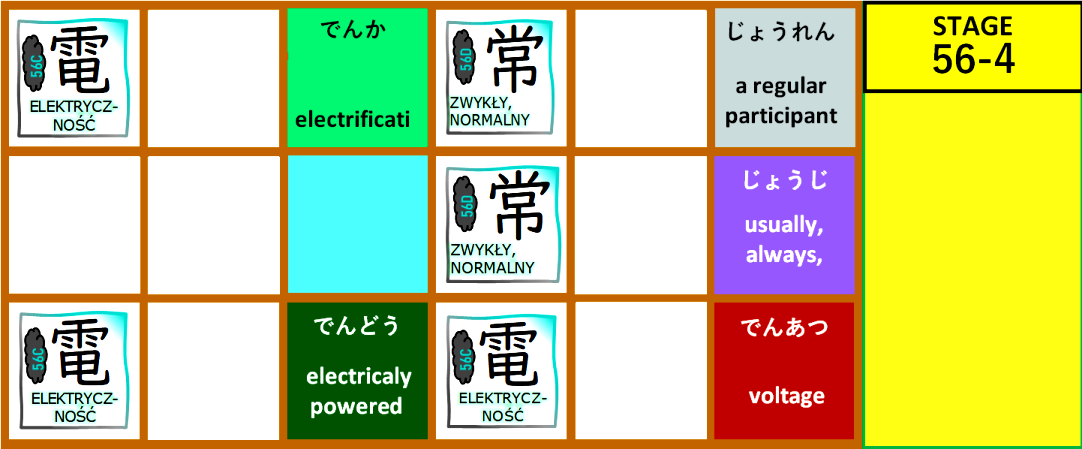 56C
電
ELEKTRYCZ-
NOŚĆ
でんか
electrificati
56D
常
ZWYKŁY,
NORMALNY
じょうれん
a regular
participant
STAGE
56-4
56D
常
ZWYKŁY,
NORMALNY
じょうじ
usually,
always,
56C
電
ELEKTRYCZ-
NOŚĆ
でんどう
electricaly
powered
56C
電
ELEKTRYCZ-
NOŚĆ
でんあつ
voltage